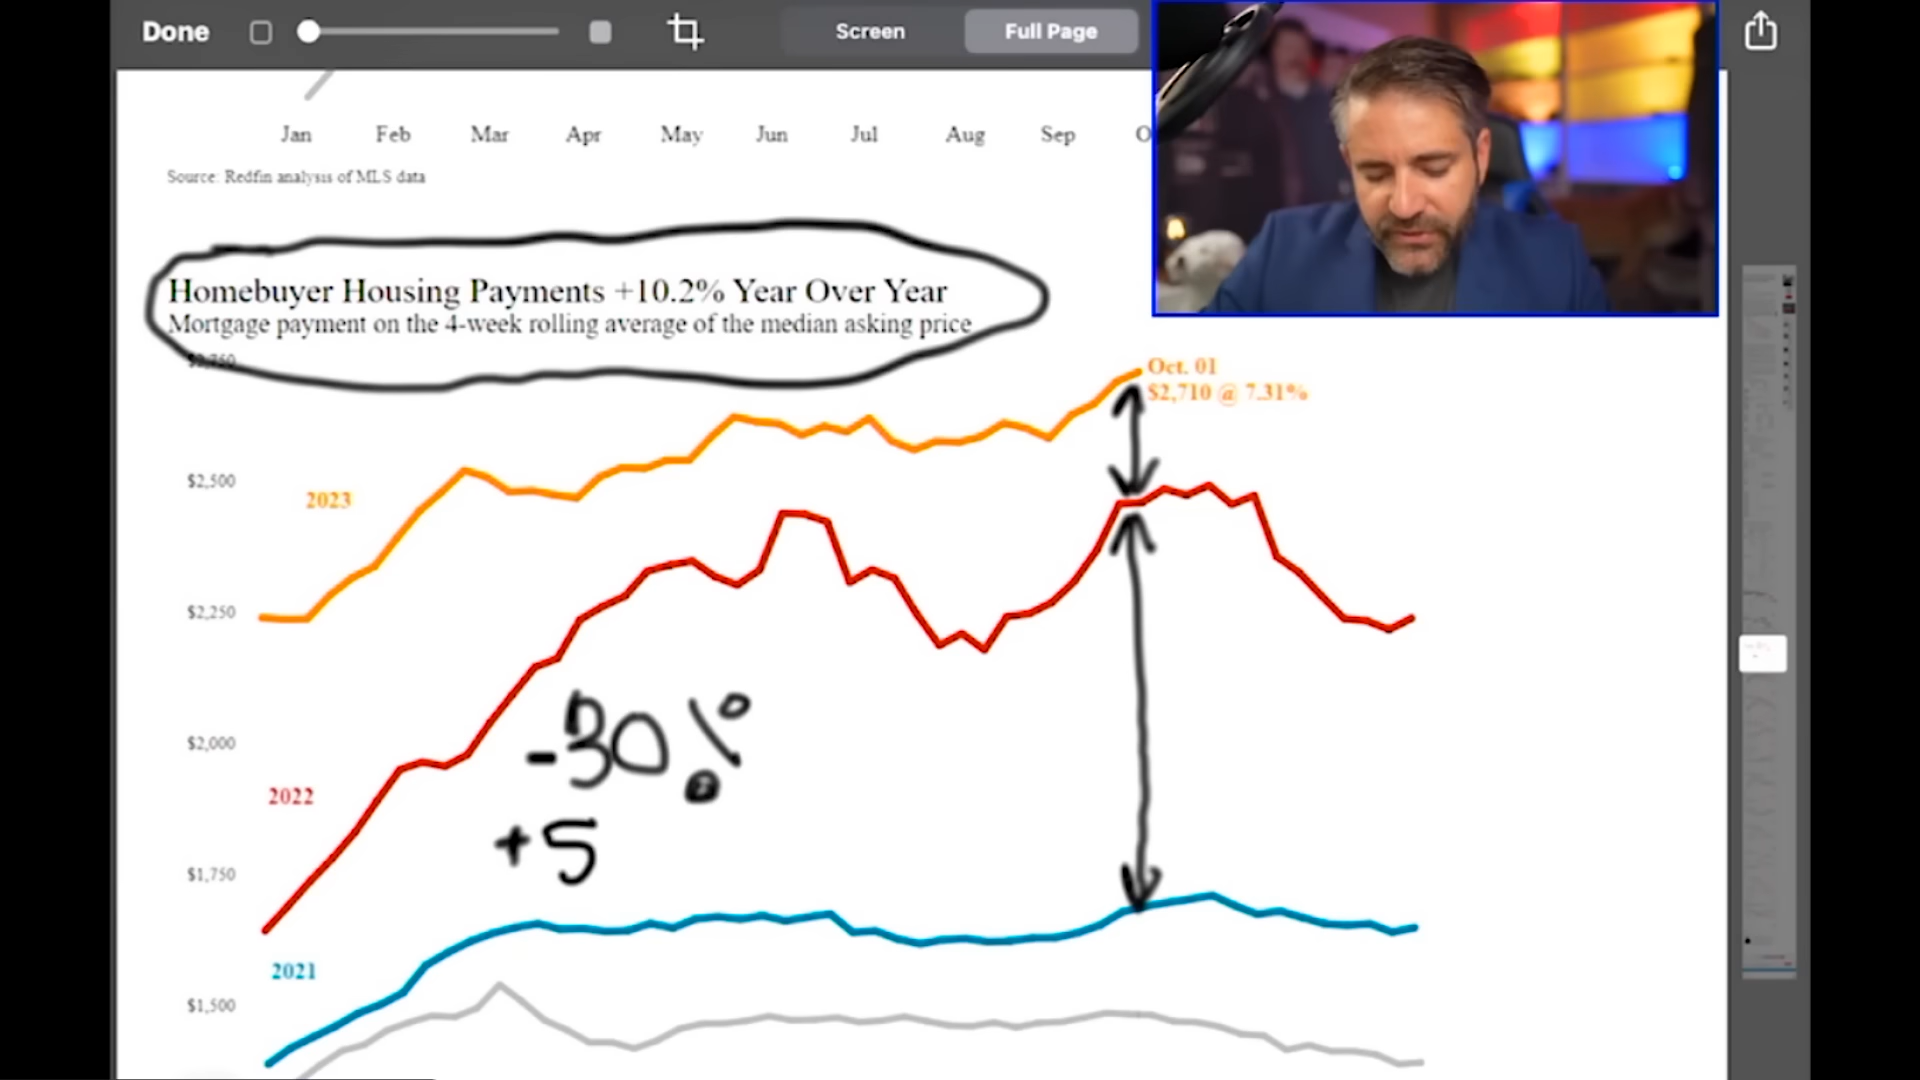 Done Screen Full Page
Jan Feb Mar Apr May Jun Jul Aug Sep O
Source: Redfin analysis of MLS data
Homebuyer Housing Payments +10.2% Year Over Year
Mortgage payment on the 4-week rolling average of the median asking price
Oct. 01
$2,710 @ 7.31%
$2,500
2023
$2,250
-30%
$2,000
2022
+5
$1,750
2021
$1,500